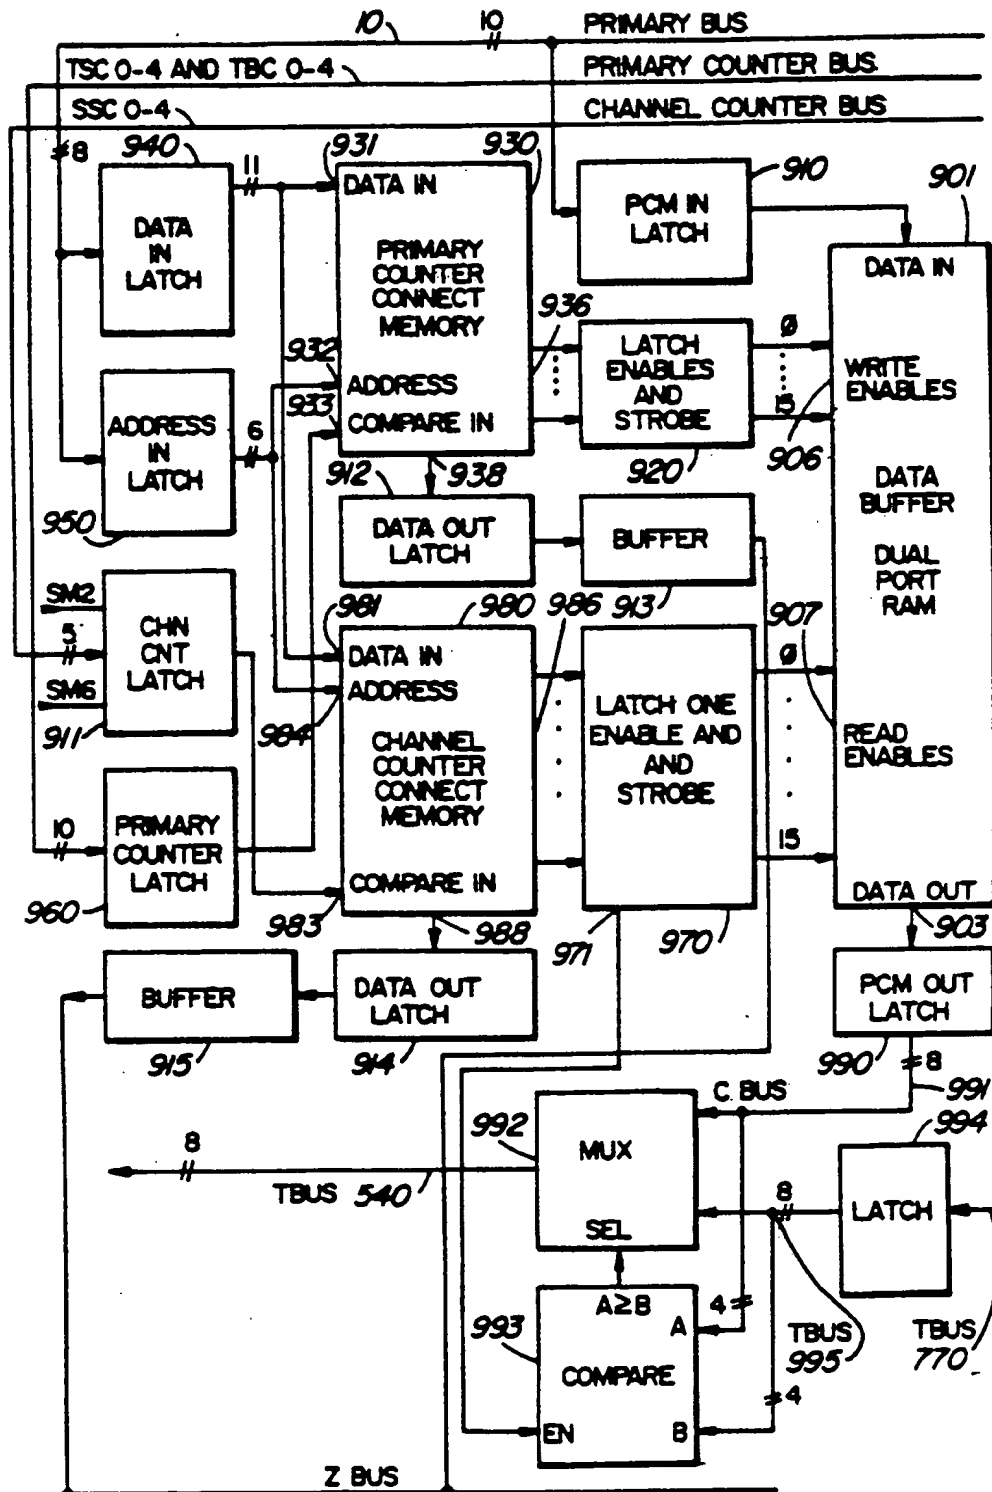 10
10
PRIMARY BUS
TSC 0-4 AND TBC 0-4
PRIMARY COUNTER BUS.
SSC 0-4
CHANNEL COUNTER BUS
8
940
11
931
930
910
901
DATA IN LATCH
DATA IN
PRIMARY COUNTER CONNECT MEMORY
PCM IN LATCH
DATA IN
936
932
ADDRESS
933
COMPARE IN
LATCH ENABLES AND STROBE
Ø
15
WRITE ENABLES
906
920
ADDRESS IN LATCH
6
950
912
938
DATA OUT LATCH
BUFFER
913
DATA BUFFER
DUAL PORT RAM
SM2
5
SM6
CHN CNT LATCH
911
981
980
986
907
DATA IN
ADDRESS
984
CHANNEL COUNTER CONNECT MEMORY
LATCH ONE ENABLE AND AND STROBE
Ø
READ ENABLES
15
10
PRIMARY COUNTER LATCH
960
COMPARE IN
983
988
971
970
DATA OUT
903
BUFFER
915
DATA OUT LATCH
914
PCM OUT LATCH
990
8
991
C BUS
992
MUX
SEL
994
LATCH
8
8
TBUS 540
993
A≥B
A
4
COMPARE
EN
B
4
TBUS 995
TBUS 770
Z BUS